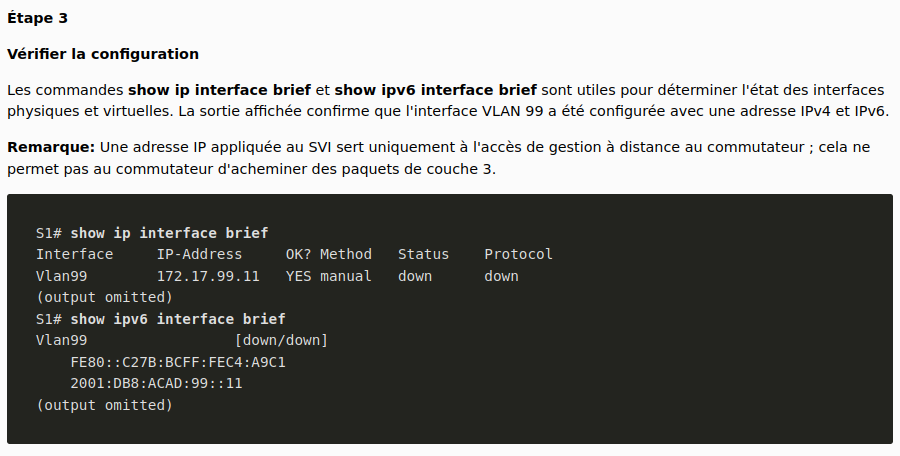 Étape 3
Vérifier la configuration
Les commandes show ip interface brief et show ipv6 interface brief sont utiles pour déterminer l'état des interfaces
physiques et virtuelles. La sortie affichée confirme que l'interface VLAN 99 a été configurée avec une adresse IPv4 et IPv6.
Remarque: Une adresse IP appliquée au SVI sert uniquement à l'accès de gestion à distance au commutateur ; cela ne
permet pas au commutateur d'acheminer des paquets de couche 3.
S1# show ip interface brief
Interface     IP-Address     OK? Method   Status    Protocol
Vlan99        172.17.99.11   YES manual   down      down
(output omitted)
S1# show ipv6 interface brief
Vlan99                 [down/down]
    FE80::C27B:BCFF:FEC4:A9C1
    2001:DB8:ACAD:99::11
(output omitted)